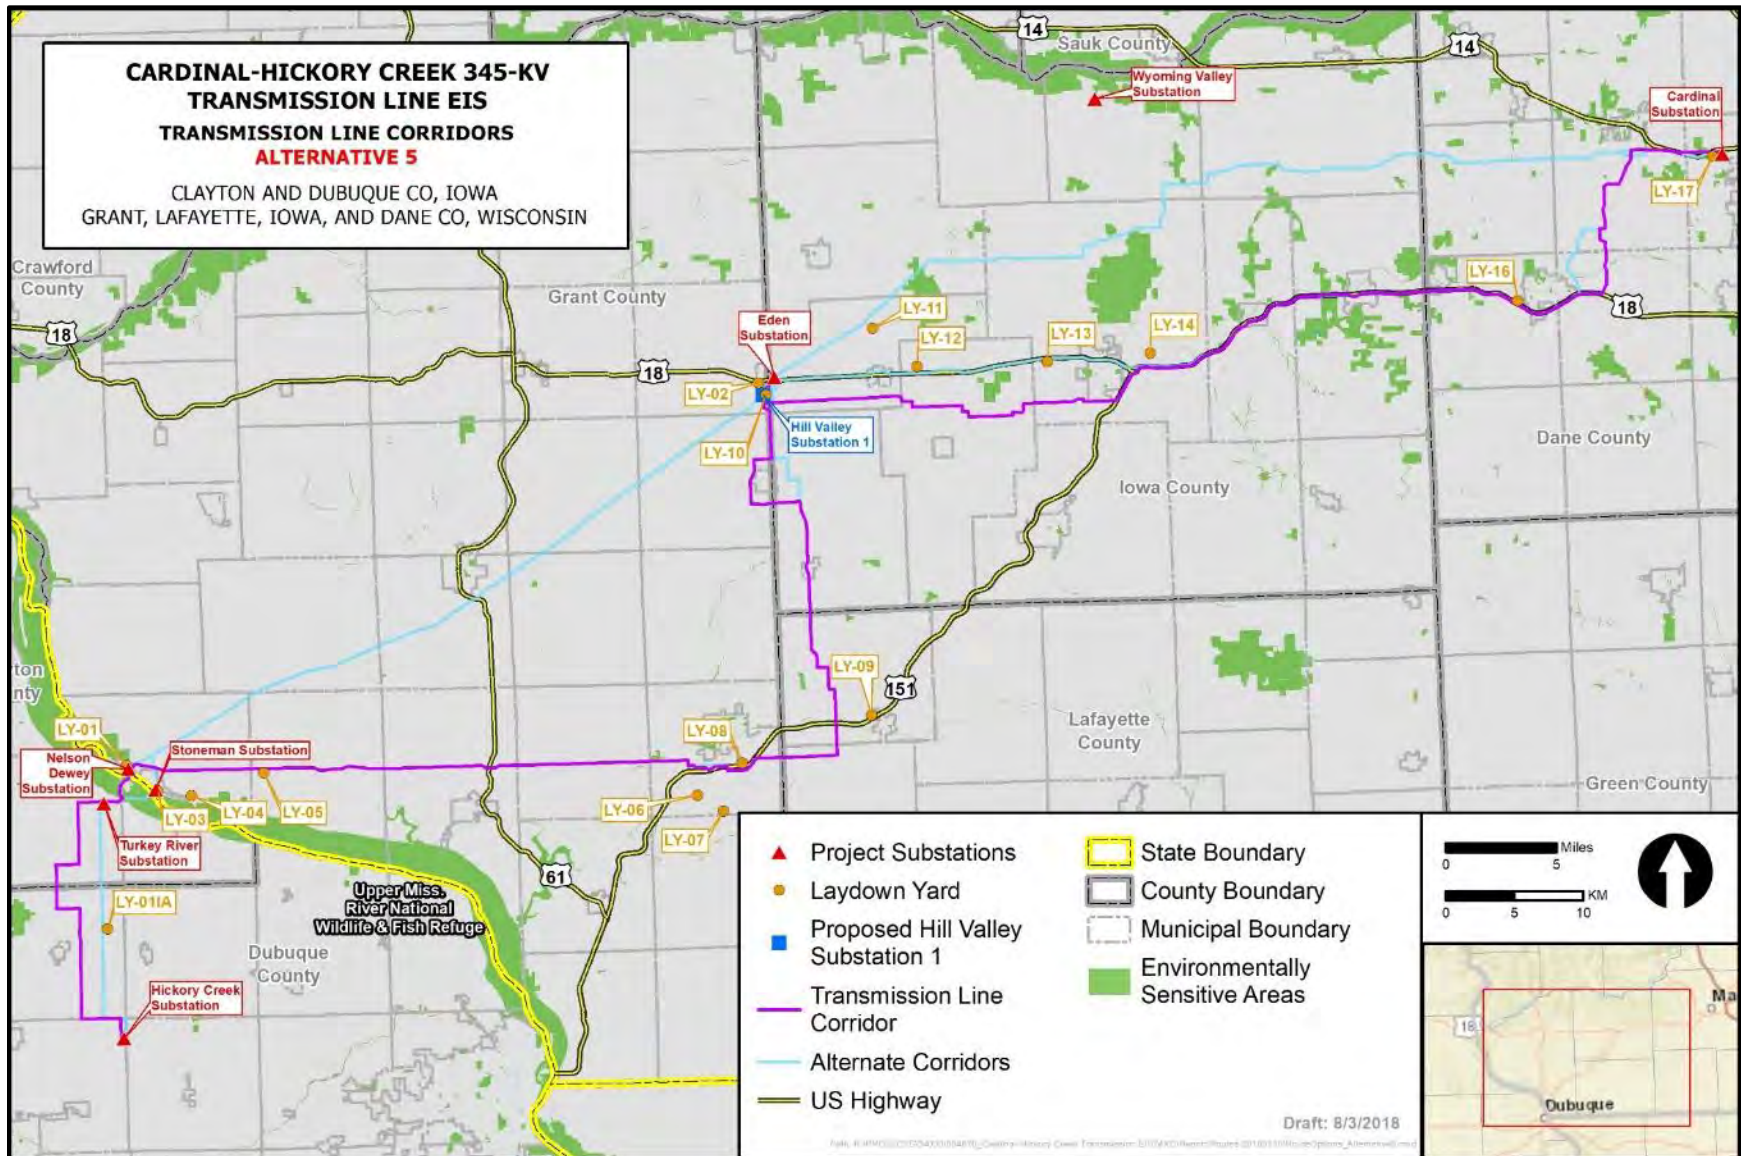 CARDINAL-HICKORY CREEK 345-KV
TRANSMISSION LINE EIS
TRANSMISSION LINE CORRIDORS
ALTERNATIVE 5
CLAYTON AND DUBUQUE CO, IOWA
GRANT, LAFAYETTE, IOWA, AND DANE CO, WISCONSIN
14
Sauk County
14
Wyoming Valley
Substation
Cardinal
Substation
LY-17
Crawford
County
Grant County
18
LY-16
18
LY-11
Eden
Substation
LY-12
LY-13
LY-14
18
LY-02
Hill Valley
Substation 1
LY-10
Dane County
Iowa County
ton
nty
LY-09
151
Lafayette
County
LY-01
Stoneman Substation
LY-08
Nelson
Dewey
Substation
Green County
LY-03
LY-04
LY-05
LY-06
LY-07
Turkey River
Substation
61
Upper Miss.
River National
Wildlife & Fish Refuge
LY-01IA
Dubuque
County
Hickory Creek
Substation
Project Substations
Laydown Yard
Proposed Hill Valley
Substation 1
Transmission Line
Corridor
Alternate Corridors
US Highway
State Boundary
County Boundary
Municipal Boundary
Environmentally
Sensitive Areas
Draft: 8/3/2018
Miles
0 5
KM
0 5 10
Ma
18
Dubuque